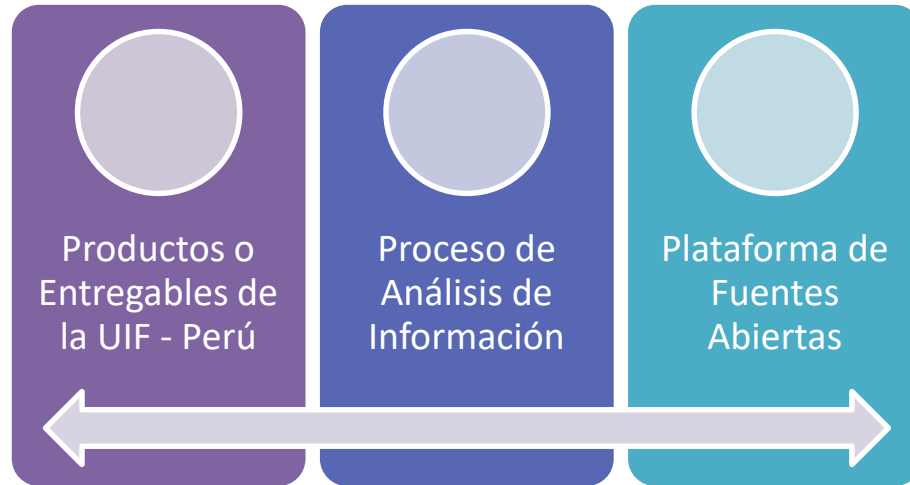 Productos o
Entregables de
la UIF - Perú
Proceso de
Análisis de
Información
Plataforma de
Fuentes
Abiertas